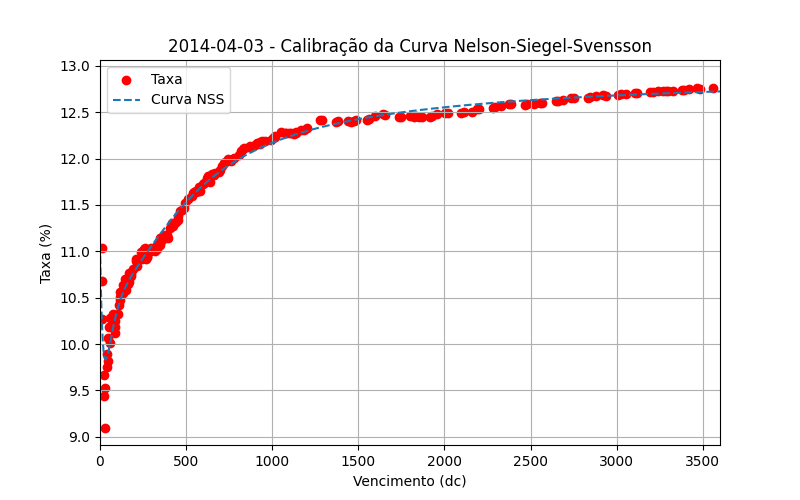 2014-04-03 - Calibração da Curva Nelson-Siegel-Svensson
Taxa
Curva NSS
Taxa (%)
13.0
12.5
12.0
11.5
11.0
10.5
10.0
9.5
9.0
0 500 1000 1500 2000 2500 3000 3500
Vencimento (dc)